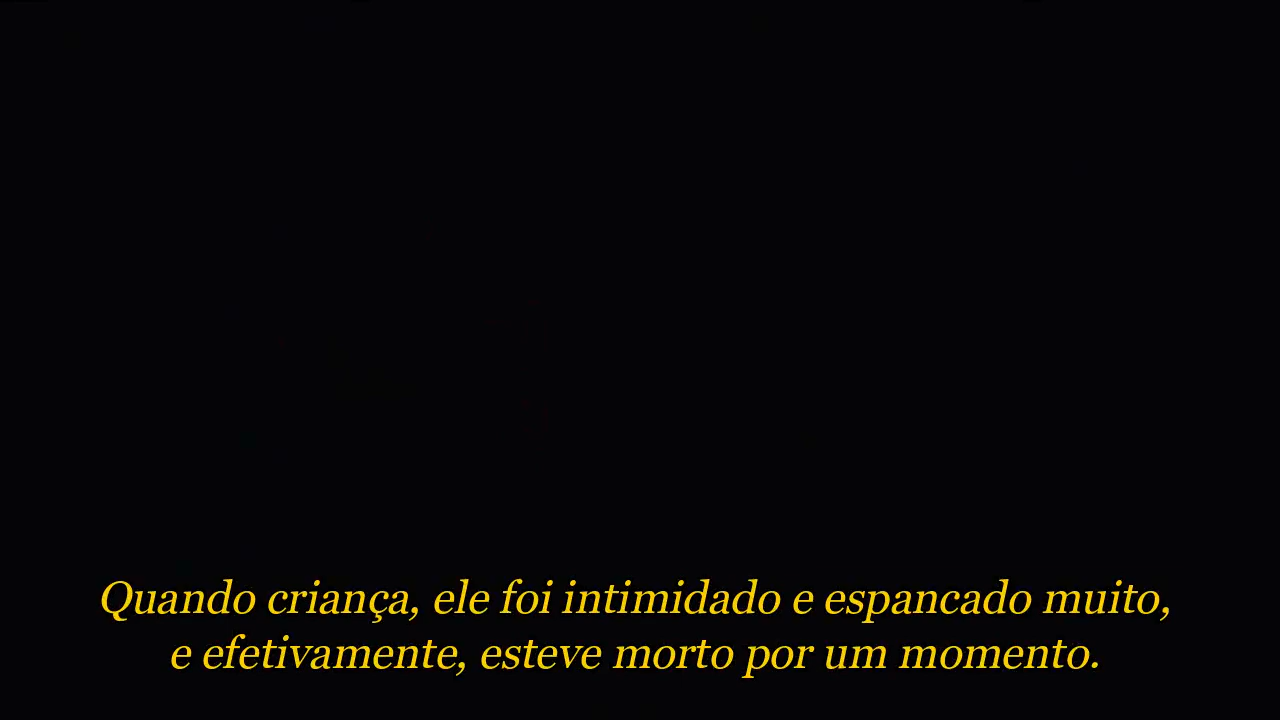 Quando criança, ele foi intimidado e espancado muito,
e efetivamente, esteve morto por um momento.